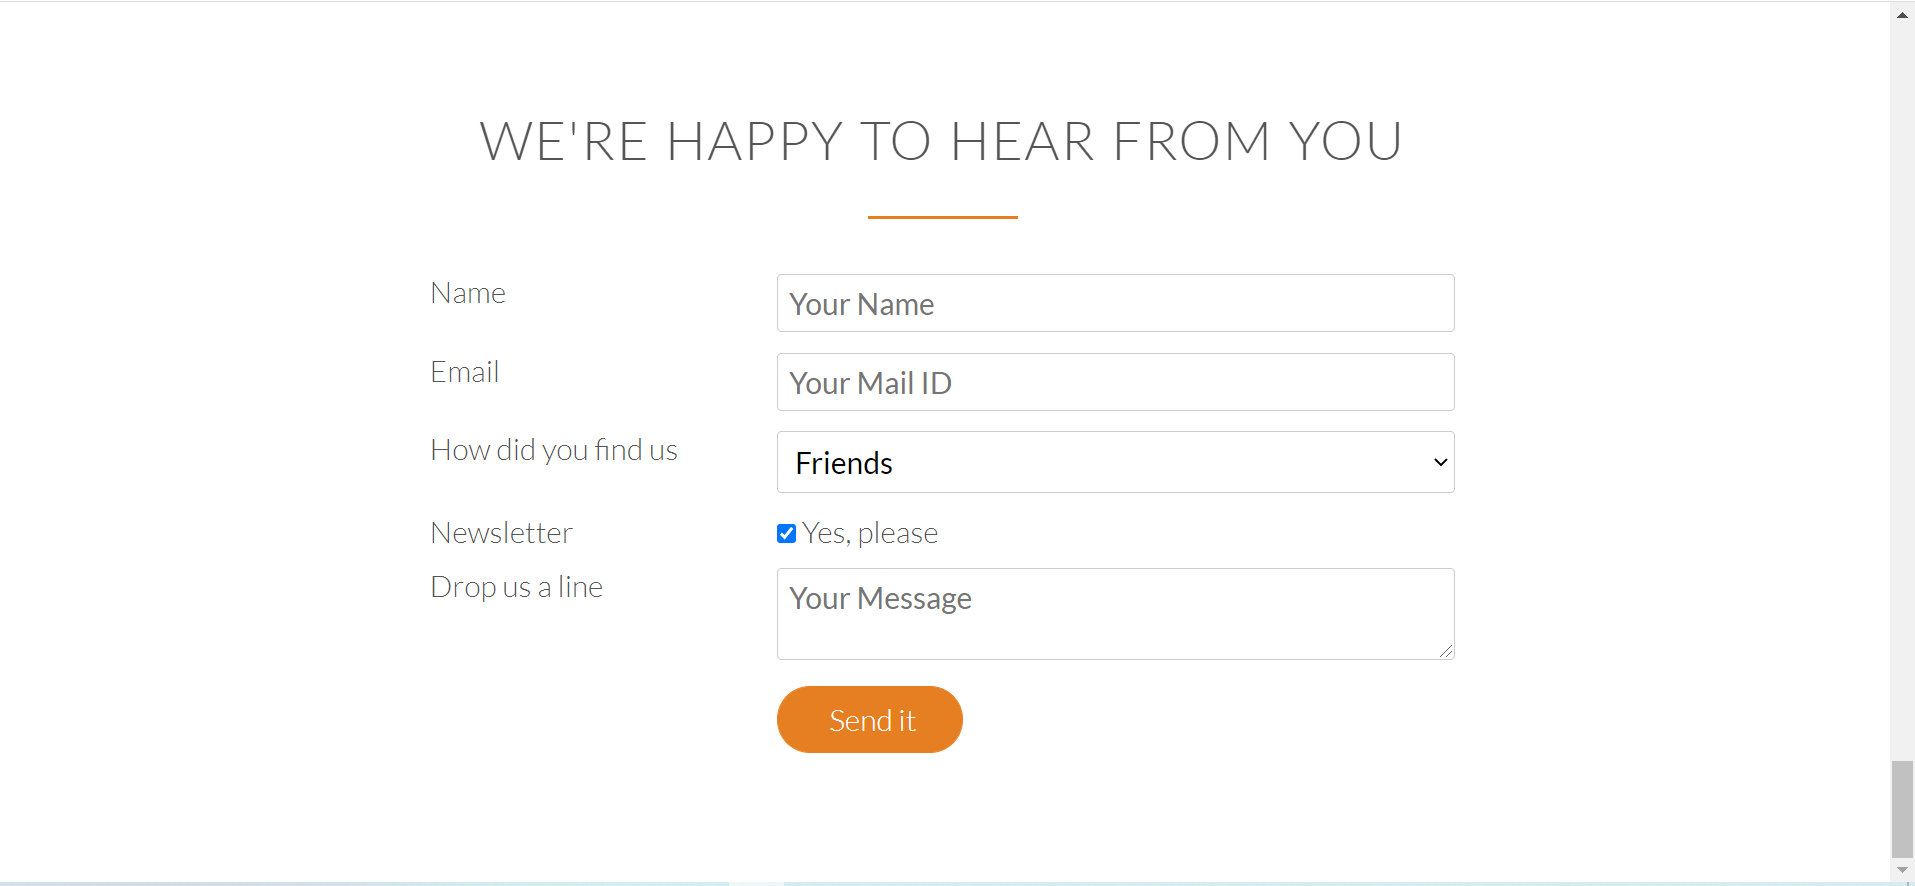 WE'RE HAPPY TO HEAR FROM YOU
Name
Your Name
Email
Your Mail ID
How did you find us
Friends
Newsletter
Yes, please
Drop us a line
Your Message
Send it